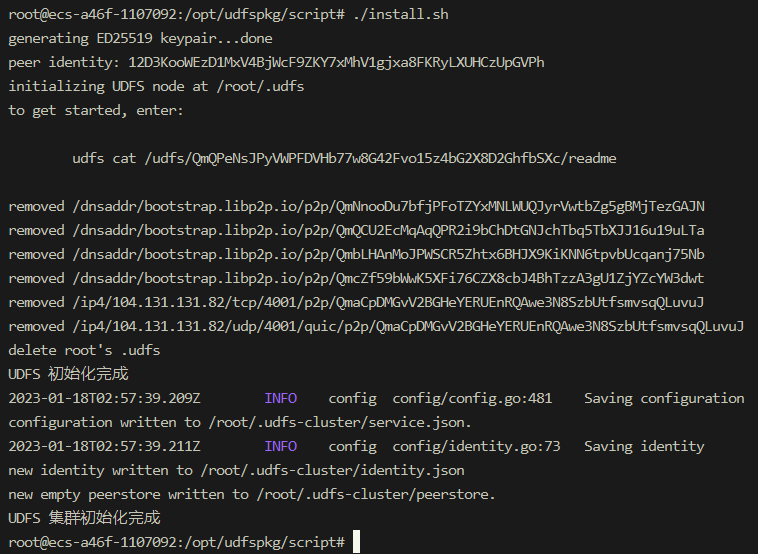 root@ecs-a46f-1107092:/opt/udfspkg/script# ./install.sh
generating ED25519 keypair...done
peer identity: 12D3KooWEzD1MxV4BjWcF9ZKY7xMhV1gjxa8FKRyLXUHCzUpGVPh
initializing UDFS node at /root/.udfs
to get started, enter:
udfs cat /udfs/QmQPeNsJPyVWPFDVHb77w8G42Fvo15z4bG2X8D2GhfbSXc/readme
removed /dnsaddr/bootstrap.libp2p.io/p2p/QmNnooDu7bfjPFoTZYxMNLWUQJyrVwtbZg5gBMjTezGAJN
removed /dnsaddr/bootstrap.libp2p.io/p2p/QmQCU2EcMqAqQPR2i9bChDtGNJchTbq5TbXJJ16u19uLTa
removed /dnsaddr/bootstrap.libp2p.io/p2p/QmbLHAnMoJPWSCR5Zhtx6BHJX9KiKNN6tpvbUcqanj75Nb
removed /dnsaddr/bootstrap.libp2p.io/p2p/QmcZf59bWwK5XFi76CZX8cbJ4BhTzzA3gU1ZjYZcYW3dwt
removed /ip4/104.131.131.82/tcp/4001/p2p/QmaCpDMGvV2BGHeYERUEnRQAwe3N8SzbUtfsmvsqQLuvuJ
removed /ip4/104.131.131.82/udp/4001/quic/p2p/QmaCpDMGvV2BGHeYERUEnRQAwe3N8SzbUtfsmvsqQLuvuJ
delete root's .udfs
UDFS 初始化完成
2023-01-18T02:57:39.209Z INFO config config/config.go:481 Saving configuration
configuration written to /root/.udfs-cluster/service.json.
2023-01-18T02:57:39.211Z INFO config config/identity.go:73 Saving identity
new identity written to /root/.udfs-cluster/identity.json
new empty peerstore written to /root/.udfs-cluster/peerstore.
UDFS 集群初始化完成
root@ecs-a46f-1107092:/opt/udfspkg/script#